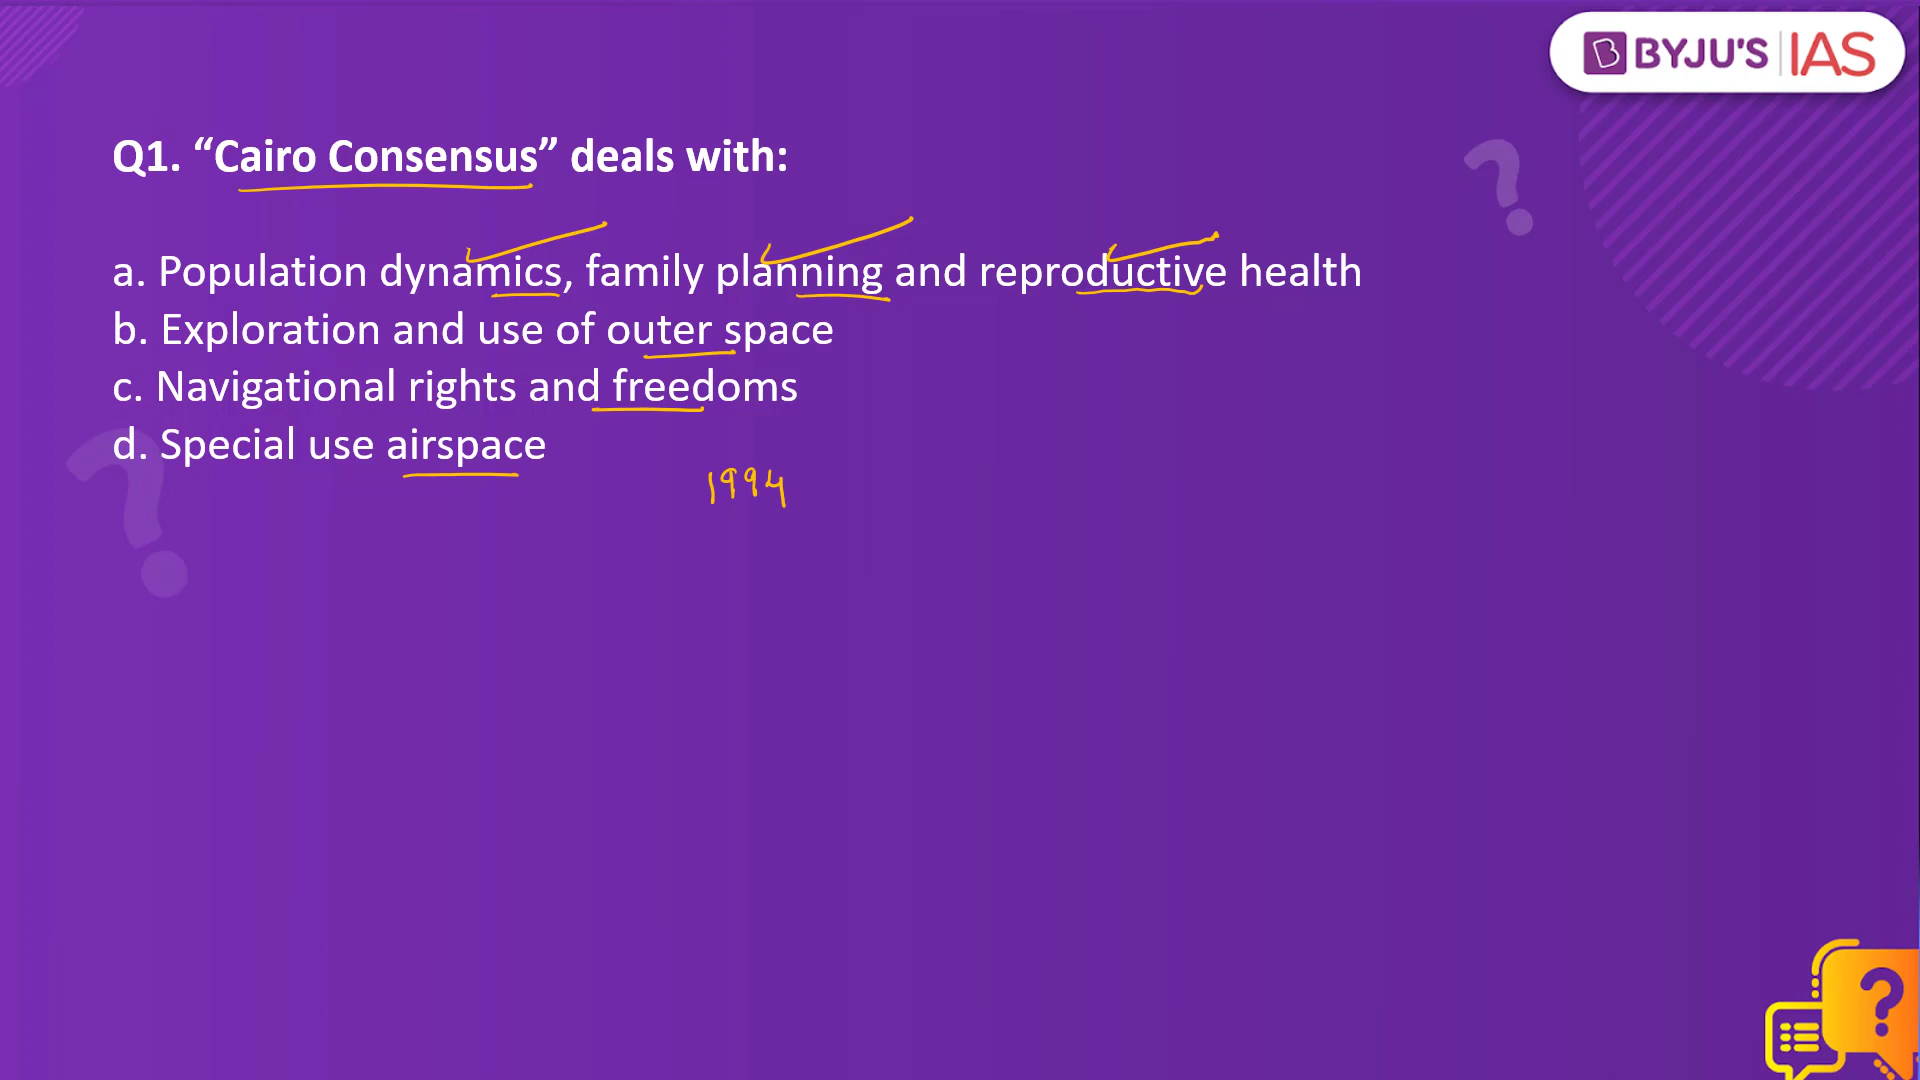 BYJU'S IAS
Q1. “Cairo Consensus” deals with:
a. Population dynamics, family planning and reproductive health
b. Exploration and use of outer space
c. Navigational rights and freedoms
d. Special use airspace
1994